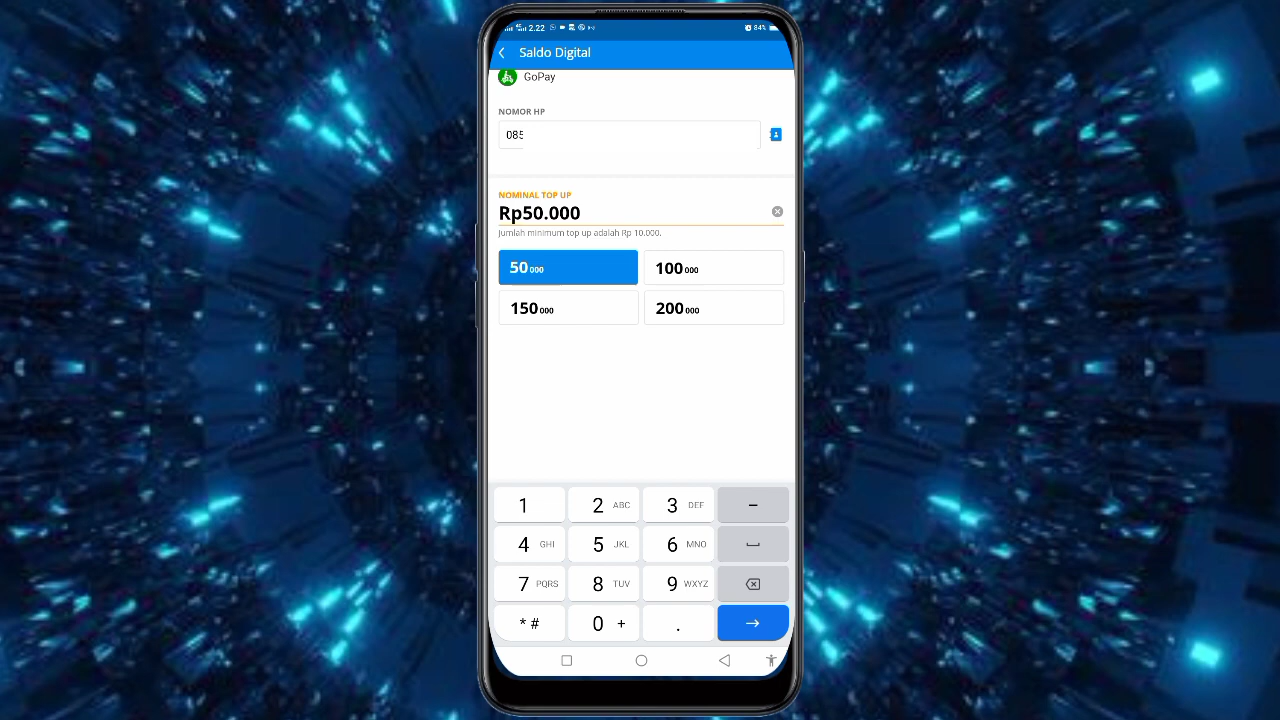 2.22
84%
Saldo Digital
GoPay
NOMOR HP
085
NOMINAL TOP UP
Rp50.000
Jumlah minimum top up adalah Rp 10.000.
50 000
100 000
150 000
200 000
1
2 ABC
3 DEF
-
4 GHI
5 JKL
6 MNO
7 PQRS
8 TUV
9 WXYZ
* #
0 +
.